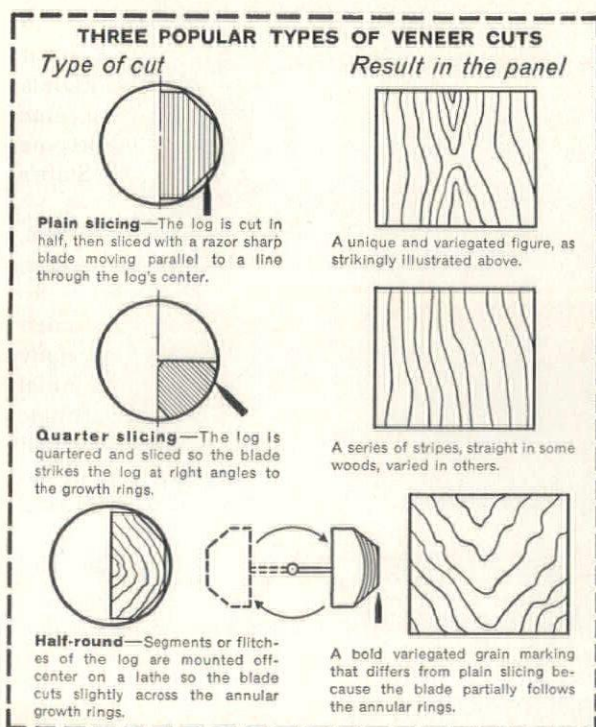 THREE POPULAR TYPES OF VENEER CUTS
Type of cut
Result in the panel
Plain slicing—The log is cut in
half, then sliced with a razor sharp
blade moving parallel to a line
through the log's center.
A unique and variegated figure, as
strikingly illustrated above.
Quarter slicing—The log is
quartered and sliced so the blade
strikes the log at right angles to
the growth rings.
A series of stripes, straight in some
woods, varied in others.
Half-round—Segments or flitch-
es of the log are mounted off-
center on a lathe so the blade
cuts slightly across the annular
growth rings.
A bold variegated grain marking
that differs from plain slicing be-
cause the blade partially follows
the annular rings.